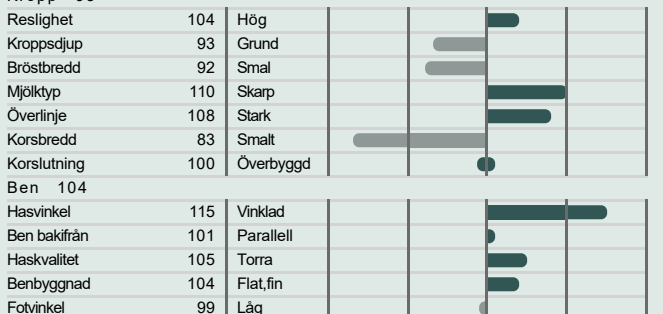 Reslighet 104 Hög
Kroppsdjup 93 Grund
Bröstbredd 92 Smal
Mjölktyp 110 Skarp
Överlinje 108 Stark
Korsbredd 83 Smalt
Korslutning 100 Överbyggd
Ben 104
Hasvinkel 115 Vinklad
Ben bakifrån 101 Parallell
Haskvalitet 105 Torra
Benbyggnad 104 Flat,fin
Fotvinkel 99 Låg